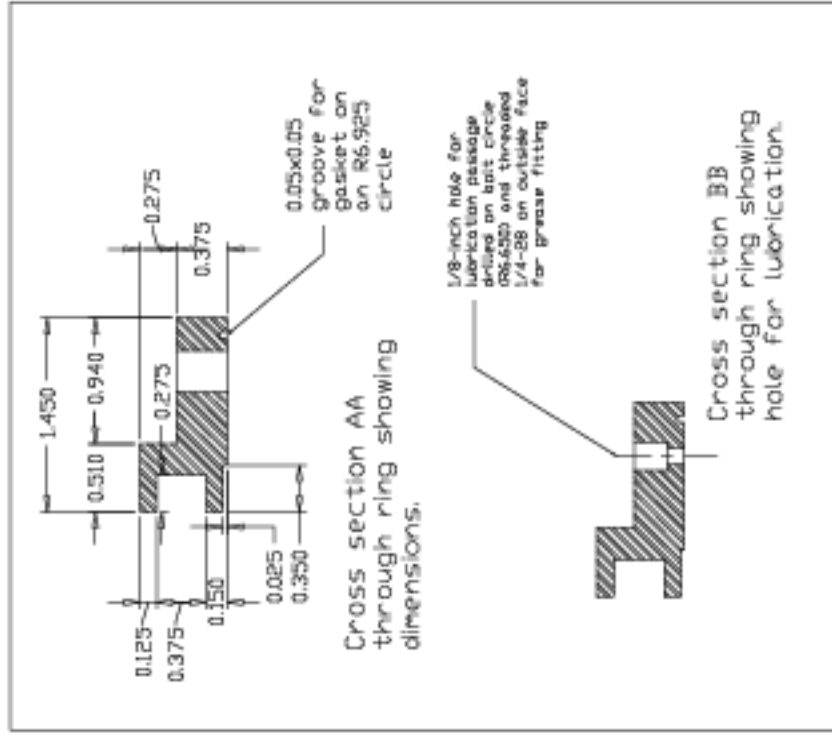 1.450
0.510
0.940
0.275
0.275
0.375
0.125
0.375
0.150
0.025
0.350
0.05x0.05
groove for
gasket on
an R6.925
circle
Cross section AA
through ring showing
dimensions.
1/8-inch hole for
lubrication passage
drilled on bolt circle
(R6.650) and threaded
1/4-28 on outside face
for grease fitting
Cross section BB
through ring showing
hole for lubrication.